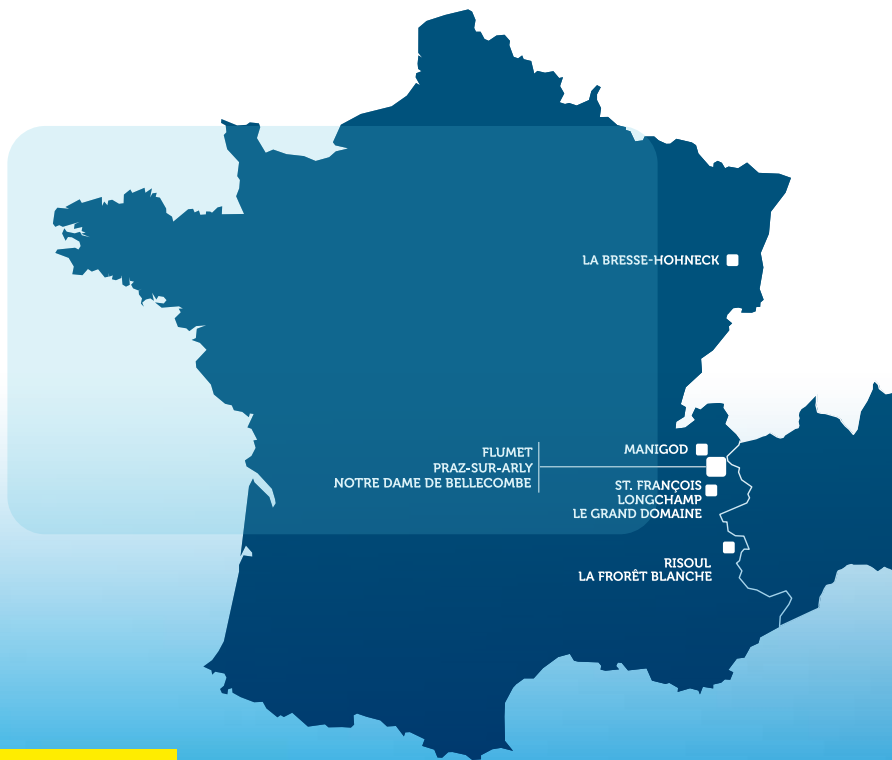 LA BRESSE-HOHNECK
MANIGOD
FLUMET
PRAZ-SUR-ARLY
NOTRE DAME DE BELLECOMBE
ST. FRANÇOIS
LONGCHAMP
LE GRAND DOMAINE
RISOUL
LA FRORÊT BLANCHE